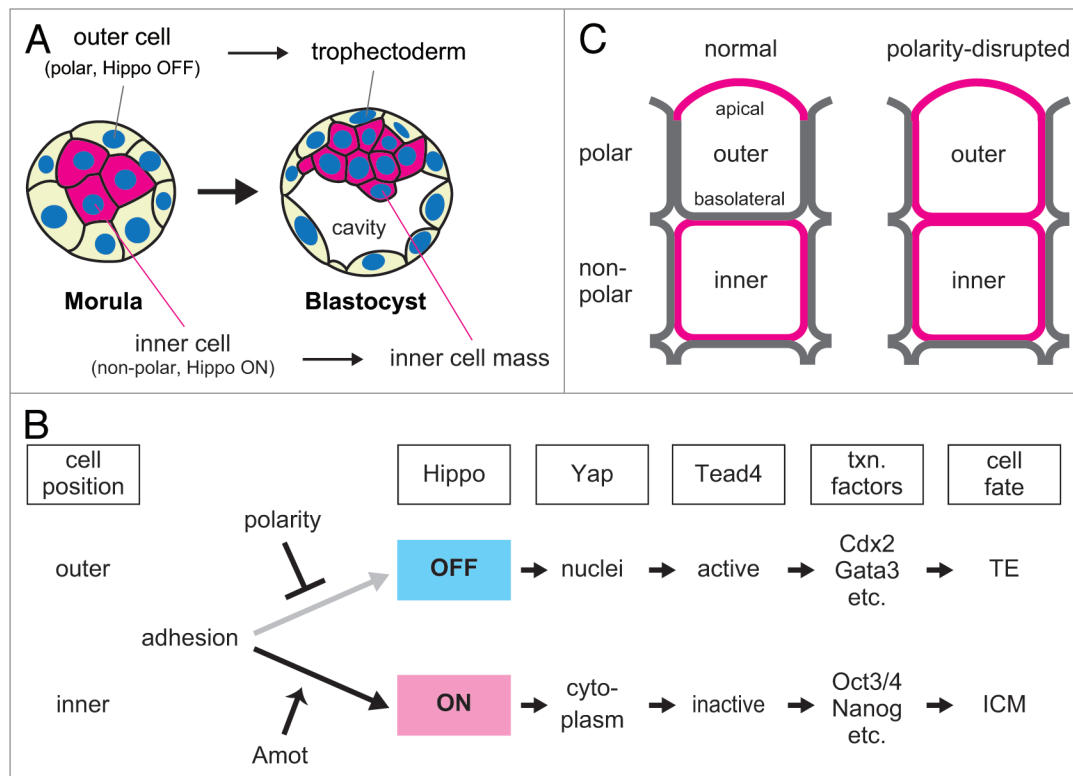 A
outer cell
(polar, Hippo OFF)
trophectoderm
cavity
Morula
Blastocyst
inner cell
(non-polar, Hippo ON)
inner cell mass
C
normal
polarity-disrupted
apical
polar
outer
outer
basolateral
non-
polar
inner
inner
B
cell
position
Hippo
Yap
Tead4
txn.
factors
cell
fate
polarity
outer
OFF
nuclei
active
Cdx2
Gata3
etc.
TE
adhesion
inner
ON
cyto-
plasm
inactive
Oct3/4
Nanog
etc.
ICM
Amot